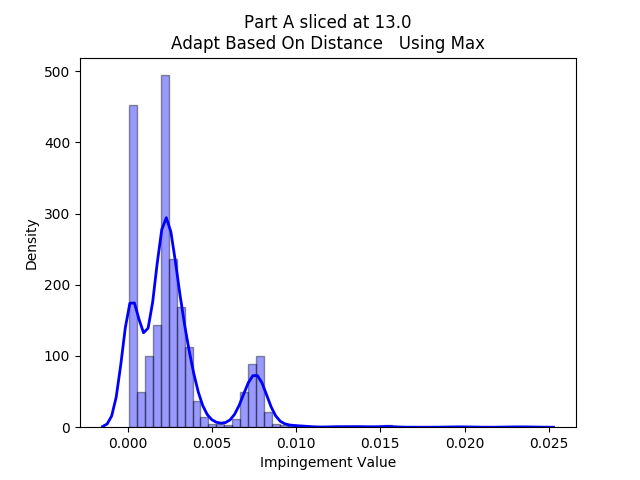 Part A sliced at 13.0
Adapt Based On Distance   Using Max
500
400
300
200
100
0
Density
0.000 0.005 0.010 0.015 0.020 0.025
Impingement Value